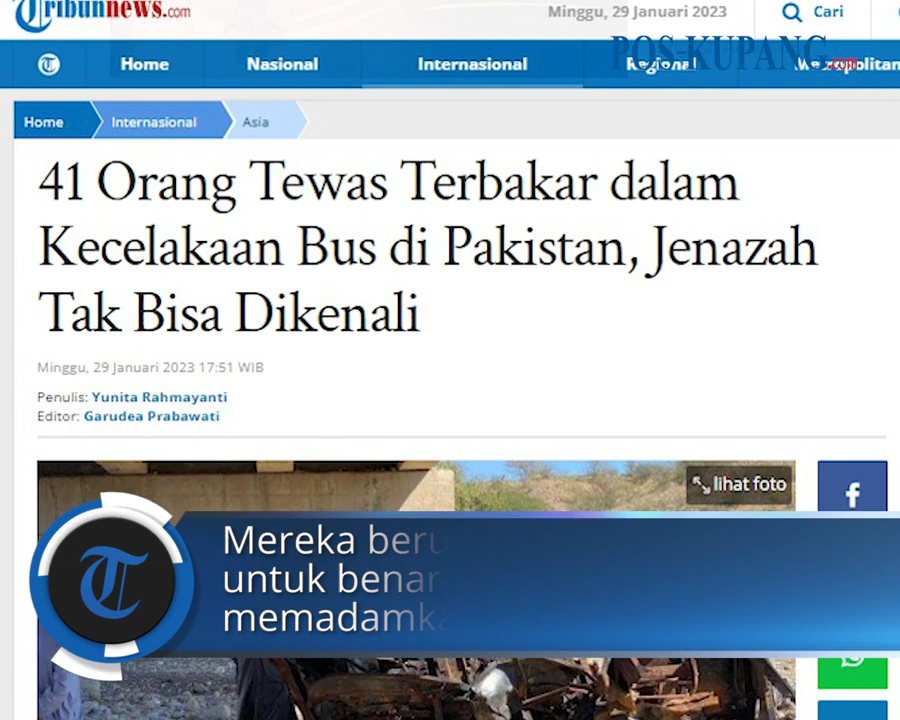 Tribunnews.com
Minggu, 29 Januari 2023
Cari
POS-KUPANG.com
Home
Nasional
Internasional
Regional
Metropolitan
Home
Internasional
Asia
41 Orang Tewas Terbakar dalam
Kecelakaan Bus di Pakistan, Jenazah
Tak Bisa Dikenali
Minggu, 29 Januari 2023 17:51 WIB
Penulis: Yunita Rahmayanti
Editor: Garudea Prabawati
lihat foto
Mereka beru
untuk benar
memadamka